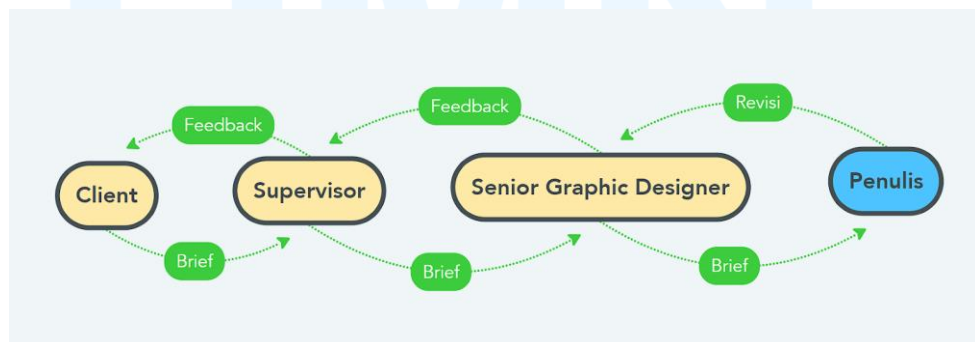 Feedback
Feedback
Revisi
Client
Supervisor
Senior Graphic Designer
Penulis
Brief
Brief
Brief